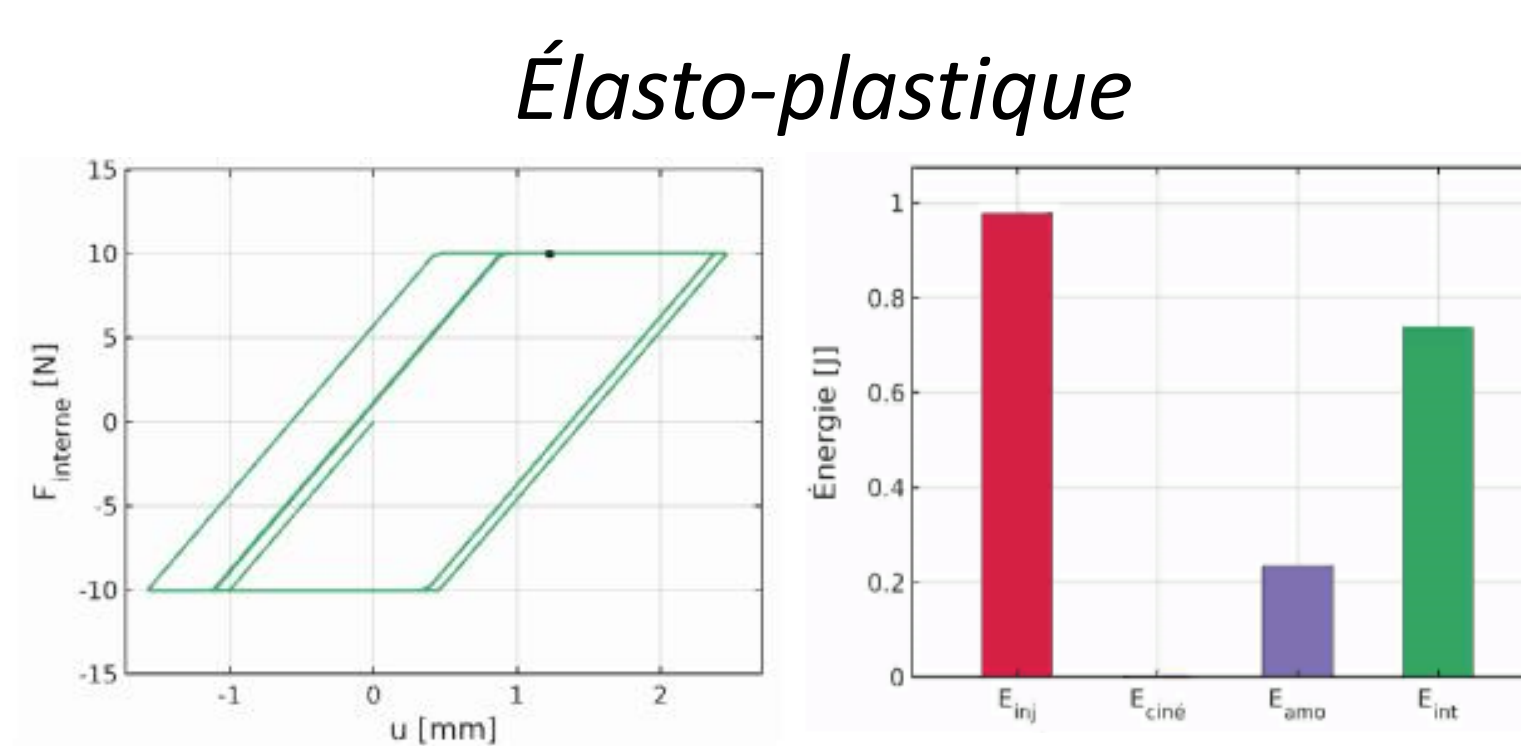 Élasto-plastique
15
10
5
0
-5
-10
-15
-1 0 1 2
u [mm]
F_interne [N]
1
0.8
0.6
0.4
0.2
0
E_inj E_ciné E_amo E_int
Énergie [J]